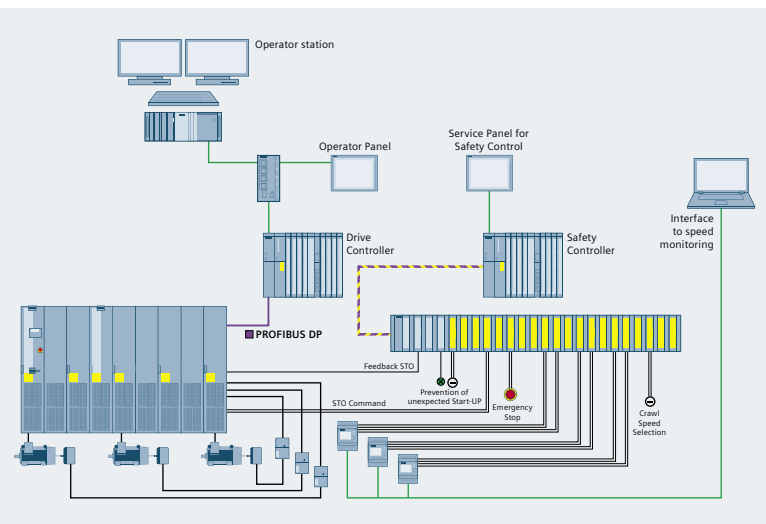 Operator station
Operator Panel
Service Panel for
Safety Control
Interface
to speed
monitoring
Drive
Controller
Safety
Controller
PROFIBUS DP
Feedback STO
STO Command
Prevention of
unexpected Start-UP
Emergency
Stop
Crawl
Speed
Selection